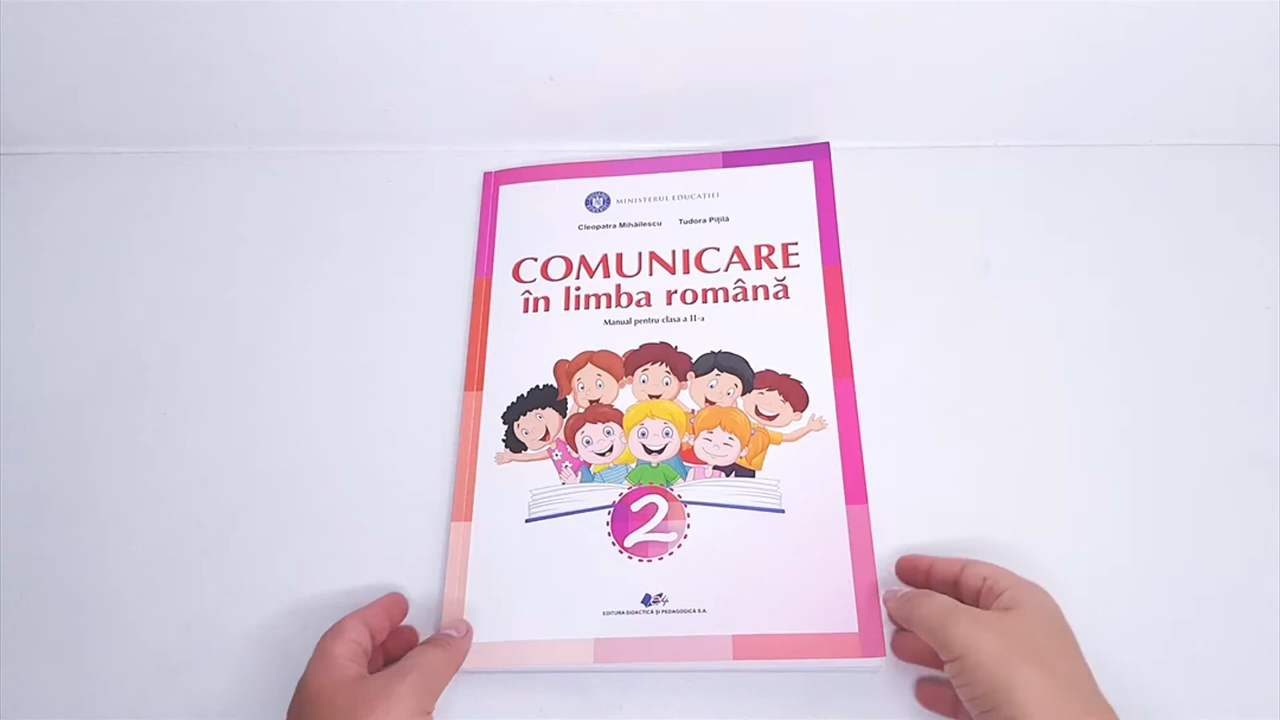 MINISTERUL EDUCAȚIEI
Cleopatra Mihăilescu Tudora Pițilă
COMUNICARE
în limba română
Manual pentru clasa a II-a
2
Edp
EDITURA DIDACTICĂ ȘI PEDAGOGICĂ S.A.